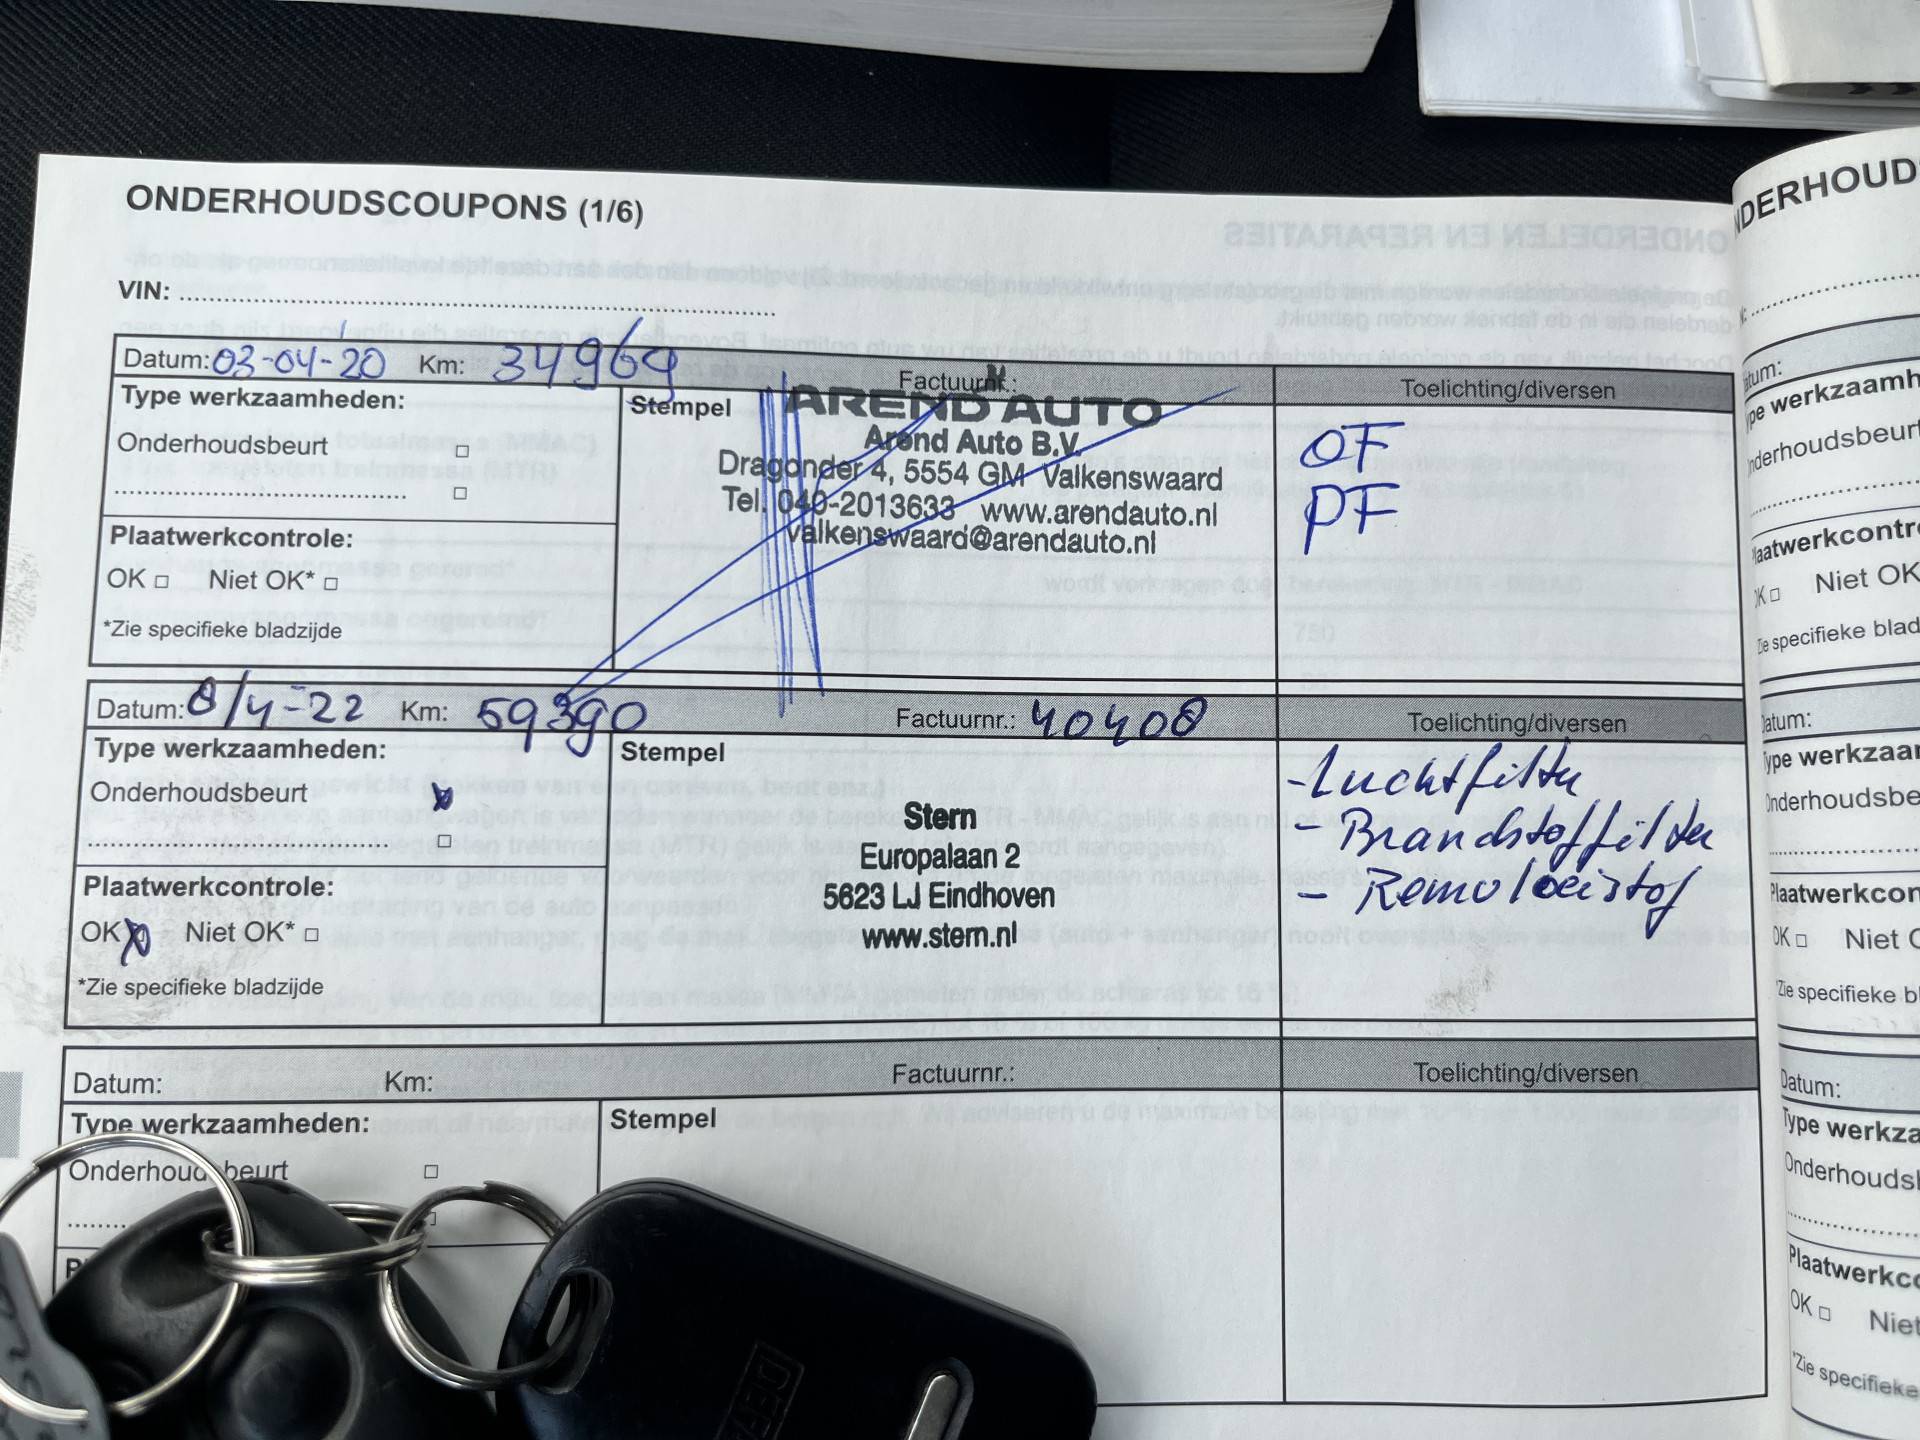 ONDERHOUDSCOUPONS (1/6)
VIN:
Datum: 03-04-20 Km: 34969 Factuurnr.: Toelichting/diversen
Type werkzaamheden: Stempel
AREND AUTO
Arend Auto B.V.
Dragonder 4, 5554 GM Valkenswaard
Tel. 040-2013633 www.arendauto.nl
valkenswaard@arendauto.nl
Onderhoudsbeurt
OF
PF
Plaatwerkcontrole:
OK Niet OK*
*Zie specifieke bladzijde
Datum: 8/4-22 Km: 59390 Factuurnr.: 40408 Toelichting/diversen
Type werkzaamheden: Stempel
Onderhoudsbeurt
Stern
Europalaan 2
5623 LJ Eindhoven
www.stern.nl
- Luchtfilter
- Brandstoffilter
- Remvloeistof
Plaatwerkcontrole:
OK Niet OK*
*Zie specifieke bladzijde
Datum: Km: Factuurnr.: Toelichting/diversen
Type werkzaamheden: Stempel
Onderhoudsbeurt